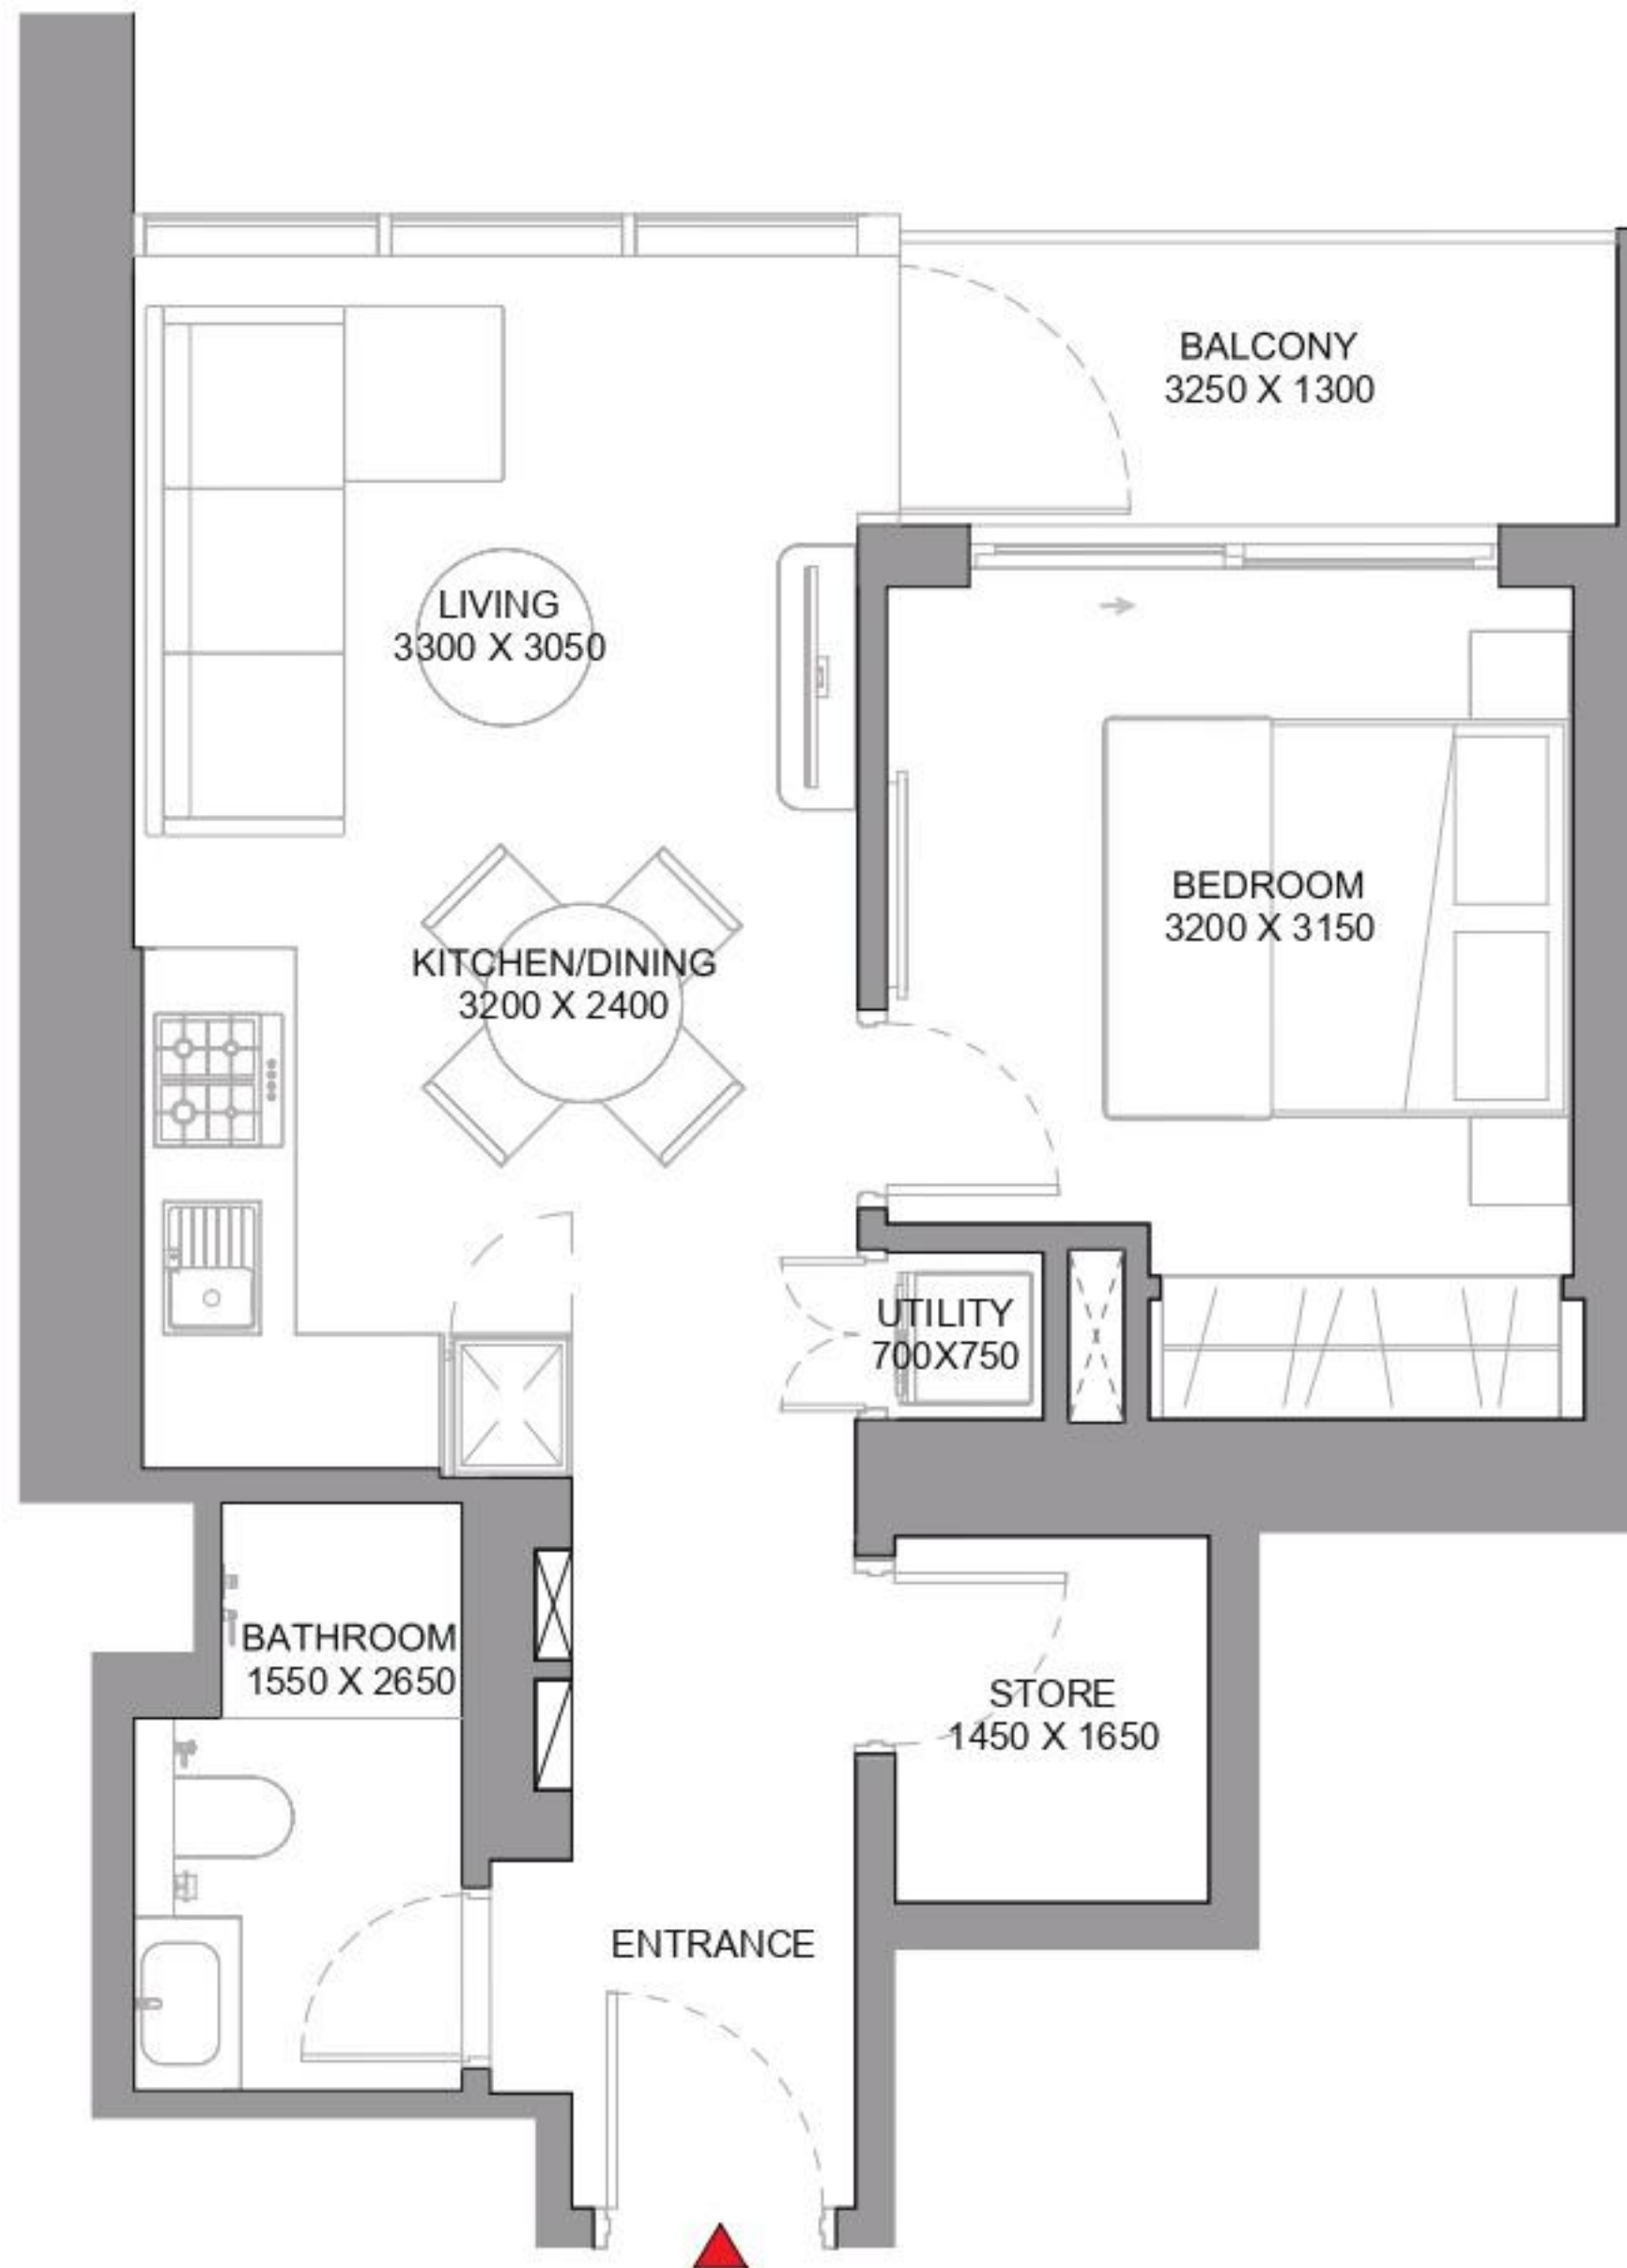 BALCONY
3250 X 1300
LIVING
3300 X 3050
BEDROOM
3200 X 3150
KITCHEN/DINING
3200 X 2400
UTILITY
700X750
BATHROOM
1550 X 2650
STORE
1450 X 1650
ENTRANCE